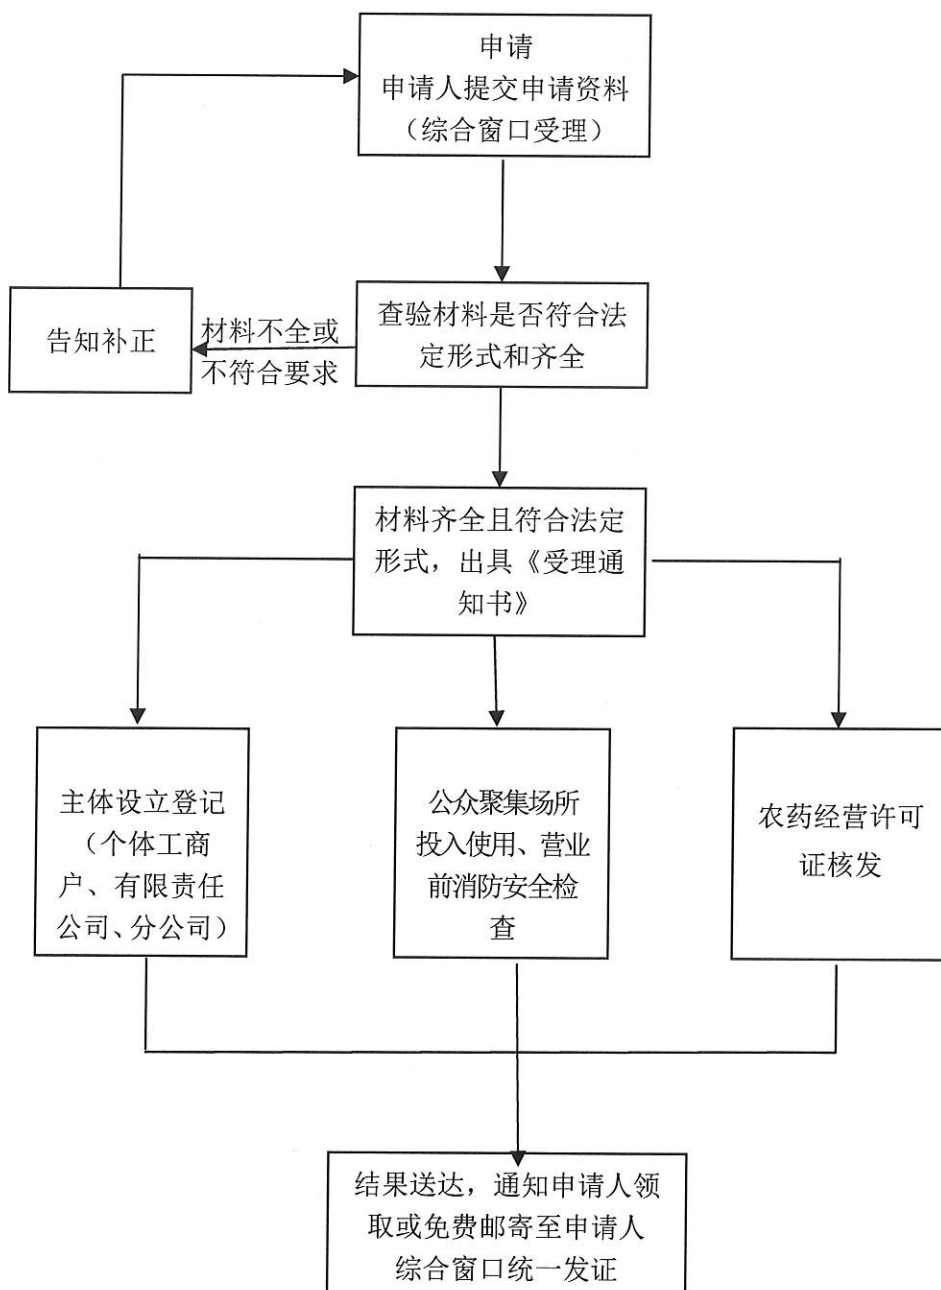 申请
申请人提交申请资料
（综合窗口受理）
查验材料是否符合法
定形式和齐全
材料不全或
不符合要求
告知补正
材料齐全且符合法定
形式，出具《受理通
知书》
主体设立登记
（个体工商
户、有限责任
公司、分公司）
公众聚集场所
投入使用、营业
前消防安全检
查
农药经营许可
证核发
结果送达，通知申请人领
取或免费邮寄至申请人
综合窗口统一发证